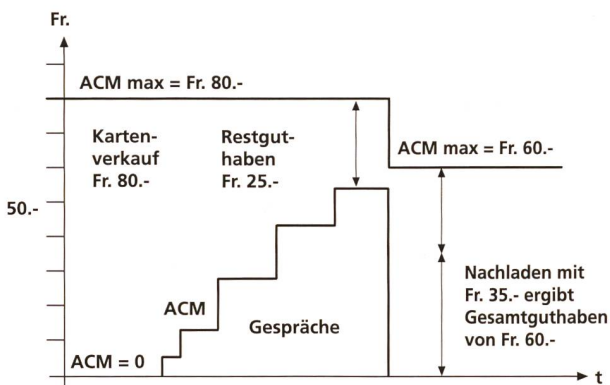 Fr.
ACM max = Fr. 80.-
Karten-
verkauf
Fr. 80.-
Restgut-
haben
Fr. 25.-
ACM max = Fr. 60.-
50.-
ACM
Gespräche
Nachladen mit
Fr. 35.- ergibt
Gesamtguthaben
von Fr. 60.-
ACM = 0
t